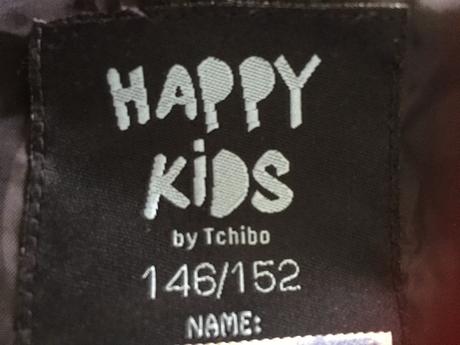 HAPPY
KiDS
by Tchibo
146/152
NAME: